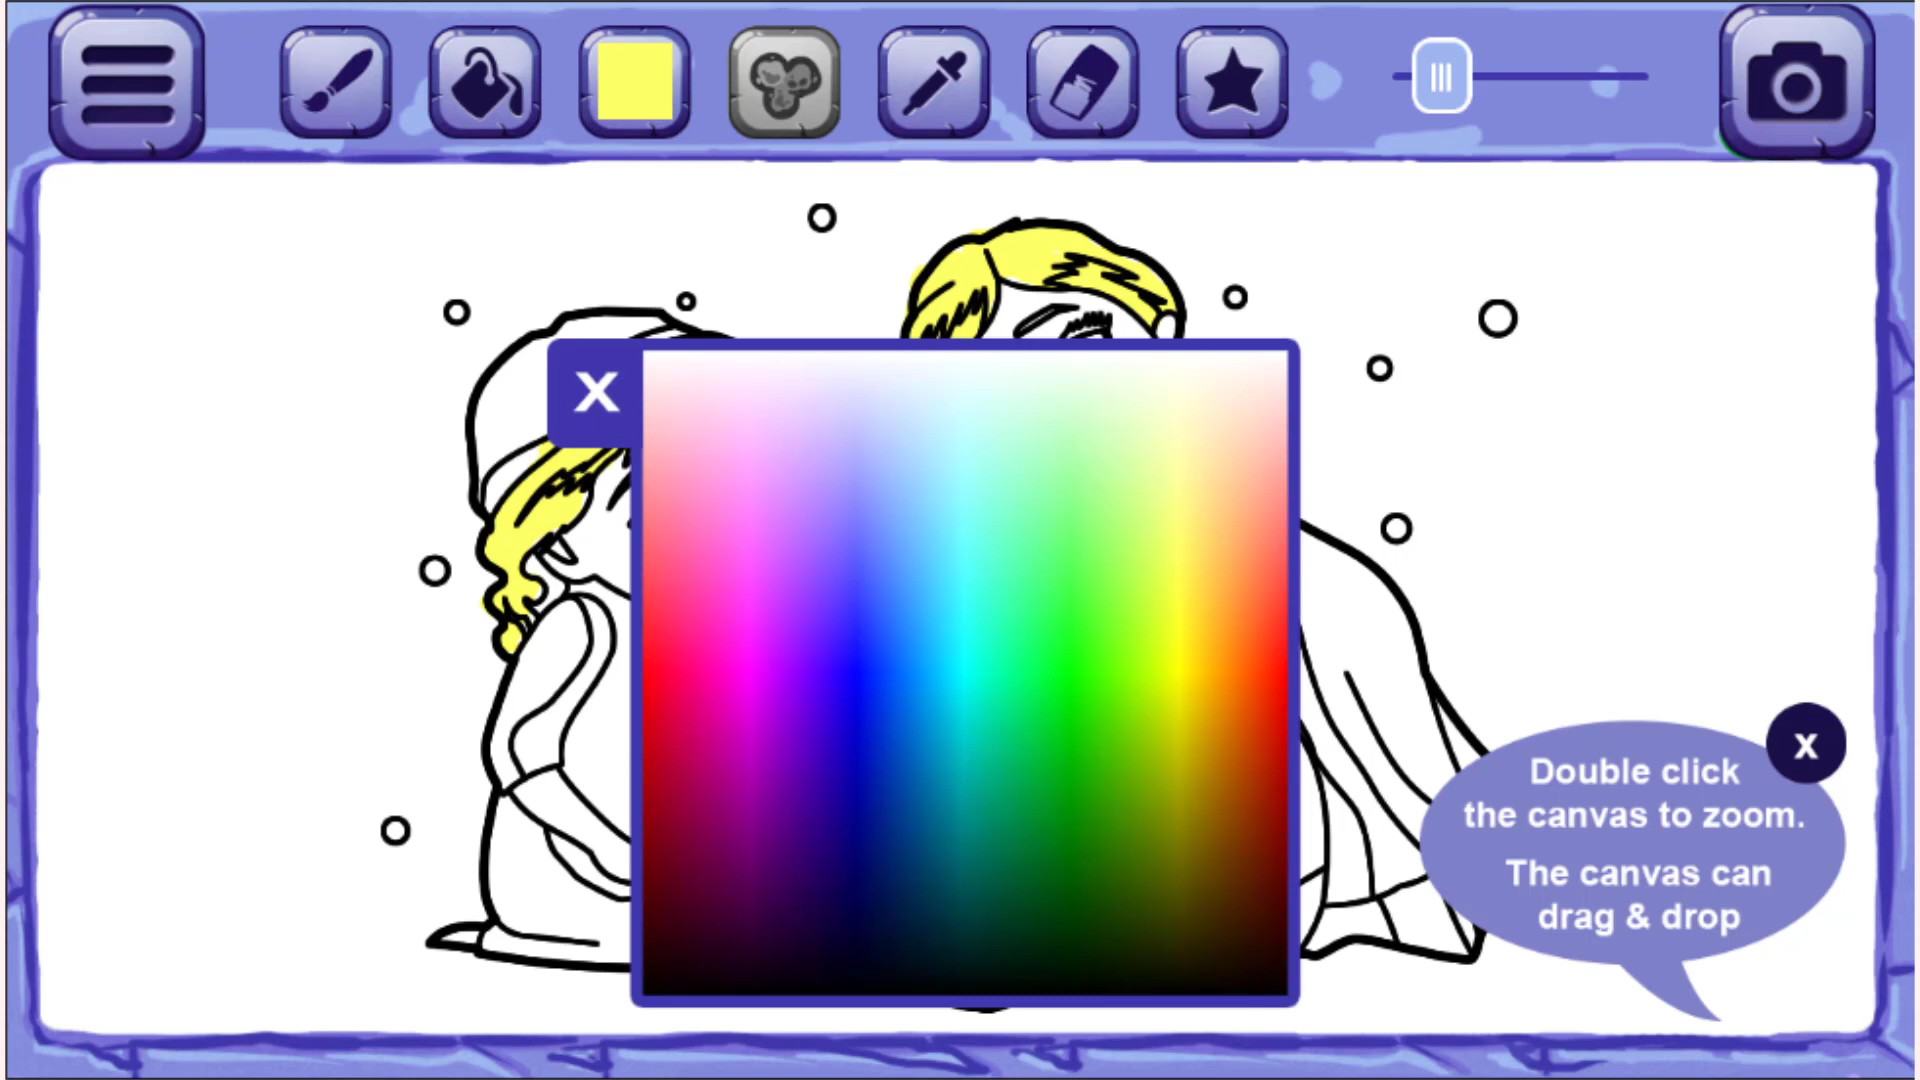 X
x
Double click
the canvas to zoom.
The canvas can
drag & drop